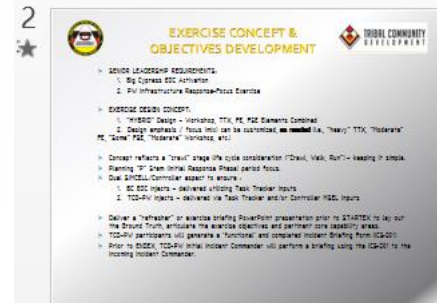 2
EXERCISE CONCEPT &
OBJECTIVES DEVELOPMENT
TRIBAL COMMUNITY
DEVELOPMENT
➢ SENIOR LEADERSHIP REQUIREMENTS:
1. Big Cypress EOC Activation
2. PW Infrastructure Response-Focus Exercise
➢ EXERCISE DESIGN CONCEPT:
1. "HYBRID" Design – Workshop, TTX, FE, FSE Elements Combined
2. Design emphasis / focus (mix) can be customized, as needed (i.e., "heavy" TTX, "Moderate"
FE, "Some" FSE, "Moderate" Workshop, etc.)
➢ Concept reflects a "crawl" stage life cycle consideration ("Crawl, Walk, Run") – keeping it simple.
➢ Planning "P" Stem (Initial Response Phase) period focus.
➢ Dual SIMCELL/Controller aspect to ensure :
1. BC EOC injects – delivered utilizing Task Tracker inputs
2. TCD-PW injects – delivered via Task Tracker and/or Controller MSEL inputs
➢ Deliver a "refresher" or exercise briefing PowerPoint presentation prior to STARTEX to lay out
the Ground Truth, articulate the exercise objectives and pertinent core capability areas.
➢ TCD-PW participants will generate a "functional" and completed Incident Briefing Form (ICS-201).
➢ Prior to ENDEX, TCD-PW Initial Incident Commander will perform a briefing using the ICS-201 to the
incoming Incident Commander.